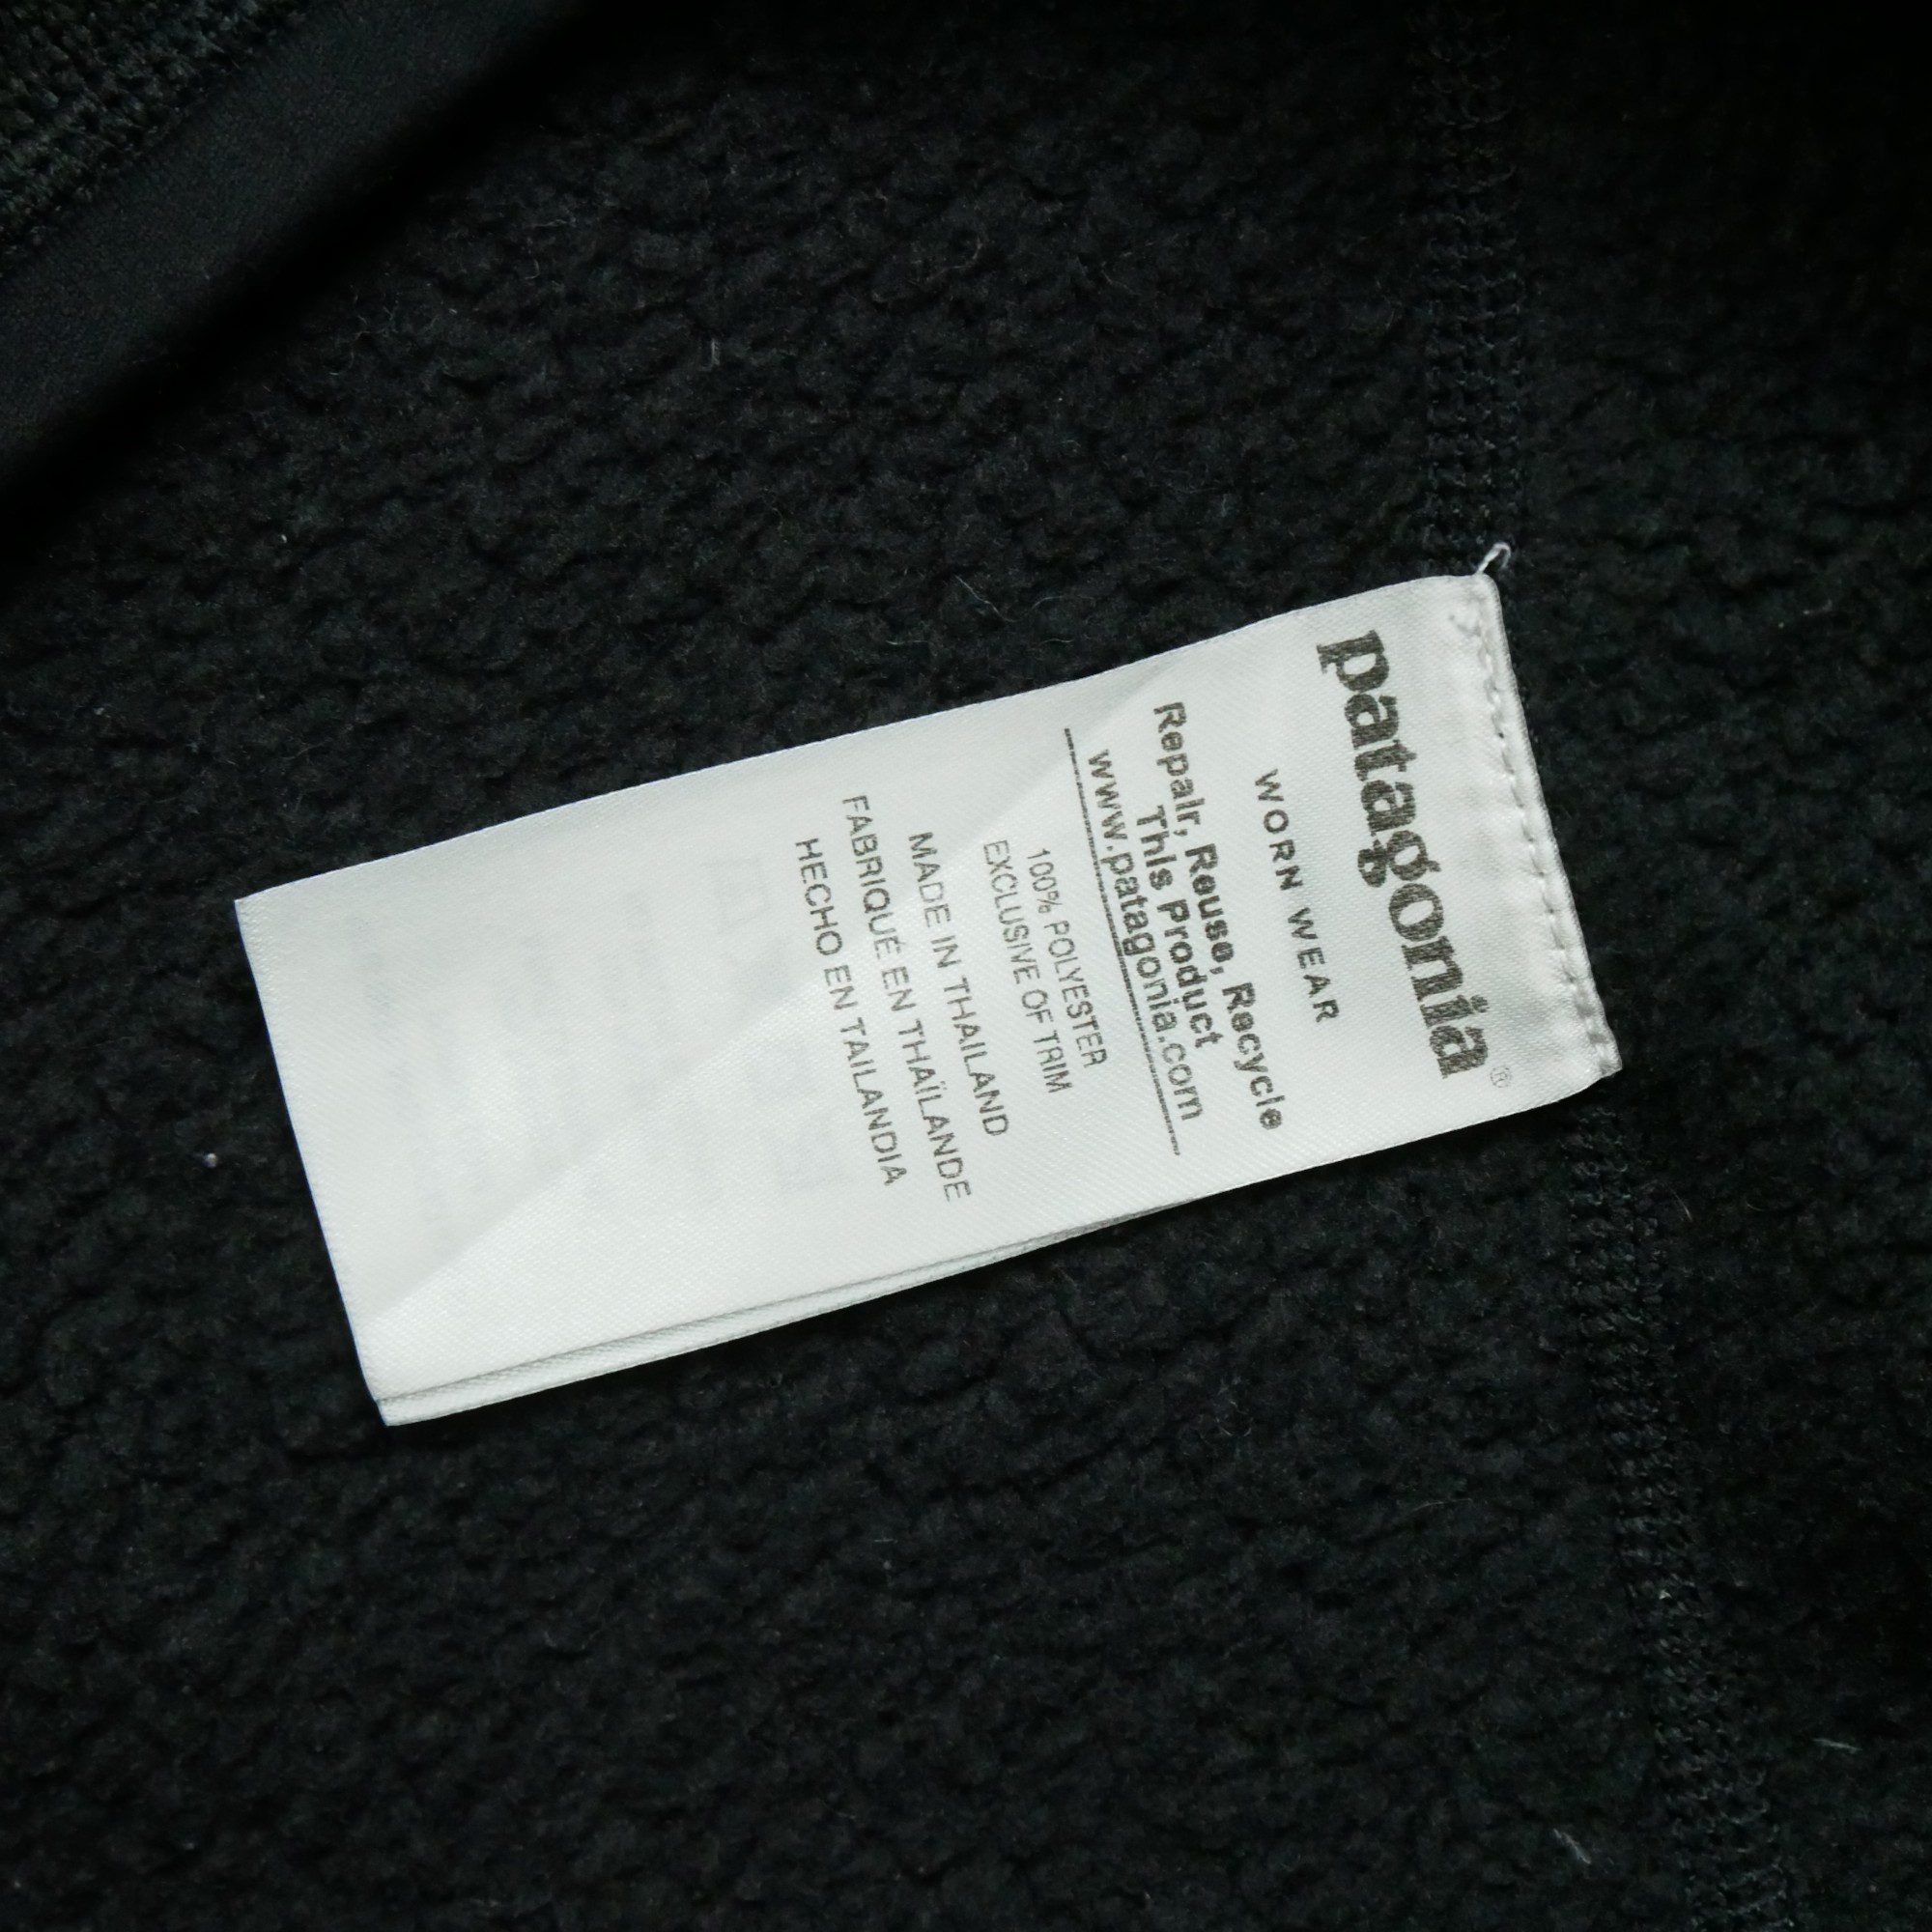 patagonia®
WORN WEAR
Repair, Reuse, Recycle
This Product
www.patagonia.com
100% POLYESTER
EXCLUSIVE OF TRIM
MADE IN THAILAND
FABRIQUÉ EN THAÏLANDE
HECHO EN TAILANDIA